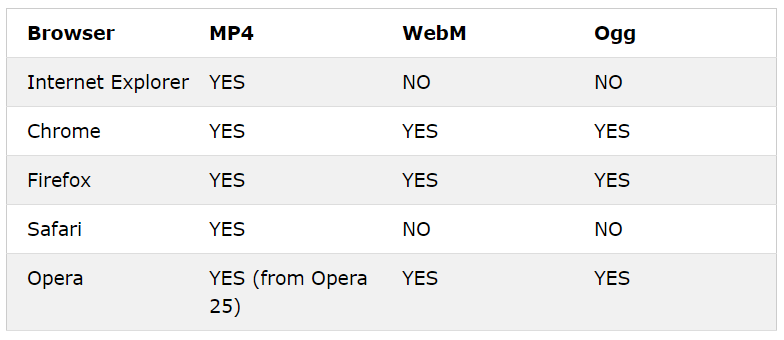 Browser MP4 WebM Ogg
Internet Explorer YES NO NO
Chrome YES YES YES
Firefox YES YES YES
Safari YES NO NO
Opera YES (from Opera 25) YES YES